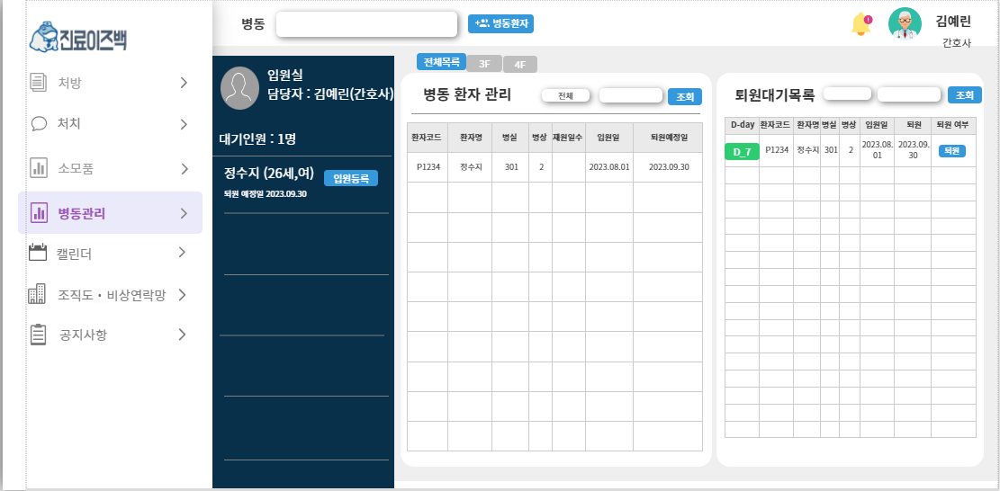 진료이즈백
처방
처치
소모품
병동관리
캘린더
조직도・비상연락망
공지사항
병동
병동환자
김예린
간호사
입원실
담당자 : 김예린(간호사)
대기인원 : 1명
정수지 (26세,여)
입원등록
퇴원 예정일 2023.09.30
전체목록 3F 4F
병동 환자 관리
전체
조회
환자코드 환자명 병실 병상 재원일수 입원일 퇴원예정일
P1234 정수지 301 2 2023.08.01 2023.09.30
퇴원대기목록
조회
D-day 환자코드 환자명 병실 병상 입원일 퇴원 퇴원 여부
D_7 P1234 정수지 301 2 2023.08. 2023.09. 퇴원
01 30